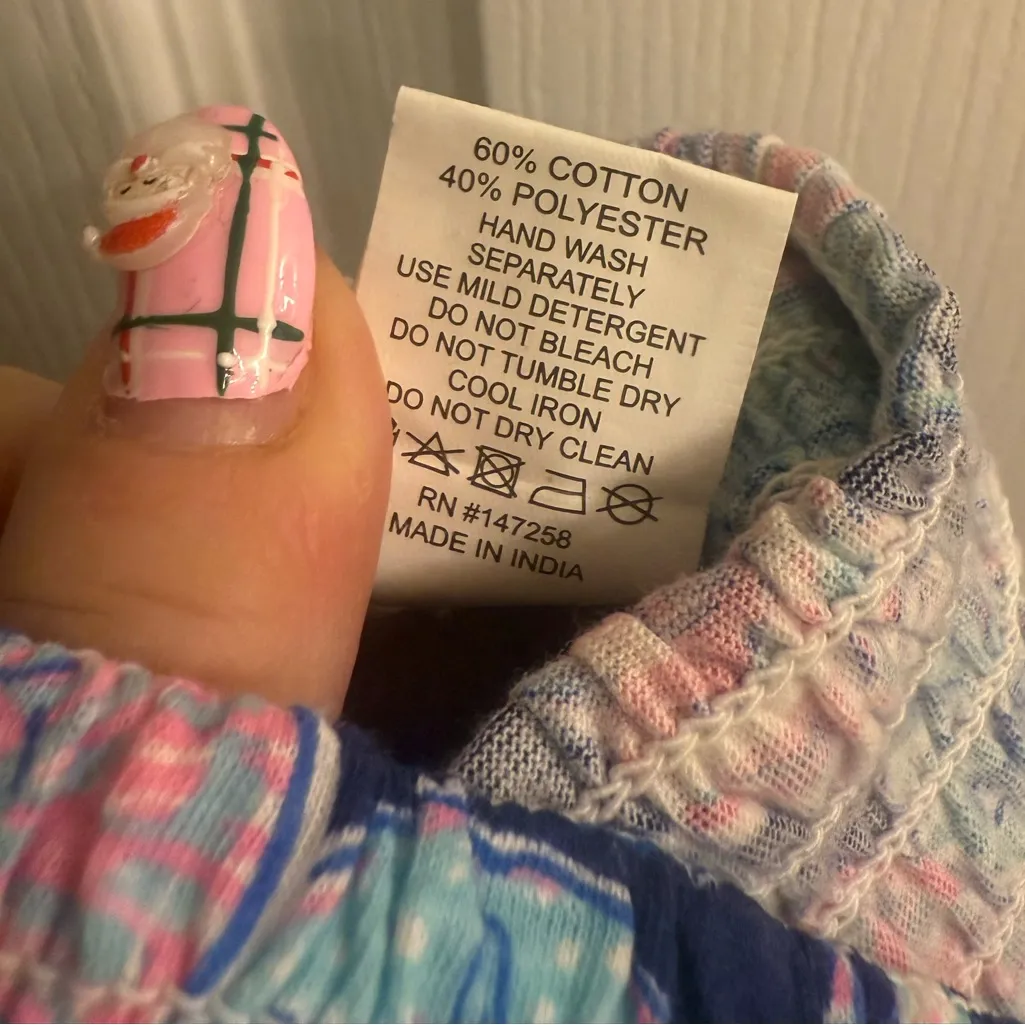 60% COTTON
40% POLYESTER
HAND WASH
SEPARATELY
USE MILD DETERGENT
DO NOT BLEACH
DO NOT TUMBLE DRY
COOL IRON
DO NOT DRY CLEAN
RN #147258
MADE IN INDIA